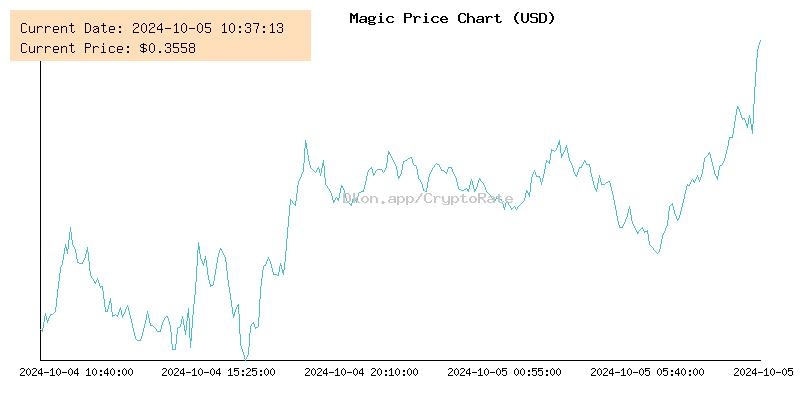 Magic Price Chart (USD)
Current Date: 2024-10-05 10:37:13
Current Price: $0.3558
DKon.app/CryptoRate
2024-10-04 10:40:00 2024-10-04 15:25:00 2024-10-04 20:10:00 2024-10-05 00:55:00 2024-10-05 05:40:00 2024-10-05